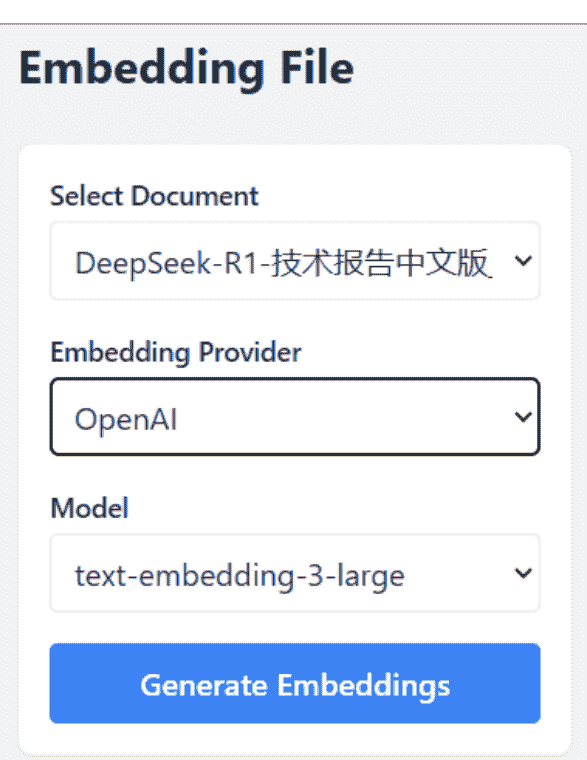 Embedding File
Select Document
DeepSeek-R1-技术报告中文版_
Embedding Provider
OpenAI
Model
text-embedding-3-large
Generate Embeddings